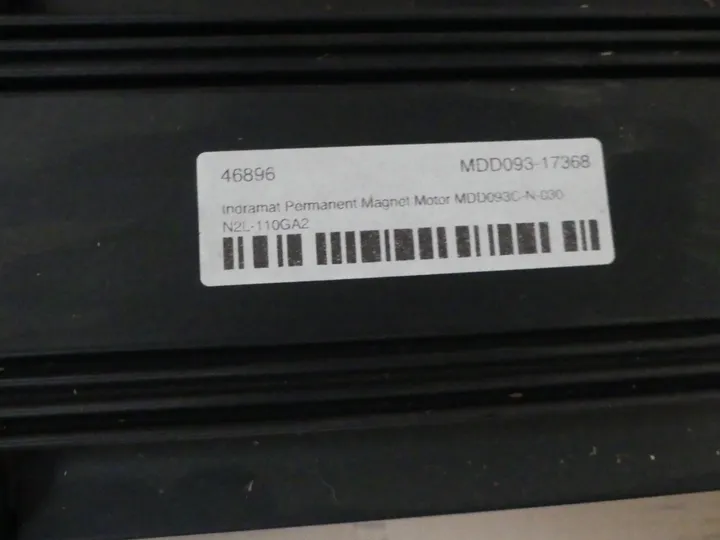 46896 MDD093-17368
Indramat Permanent Magnet Motor MDD093C-N-030
N2L-110GA2